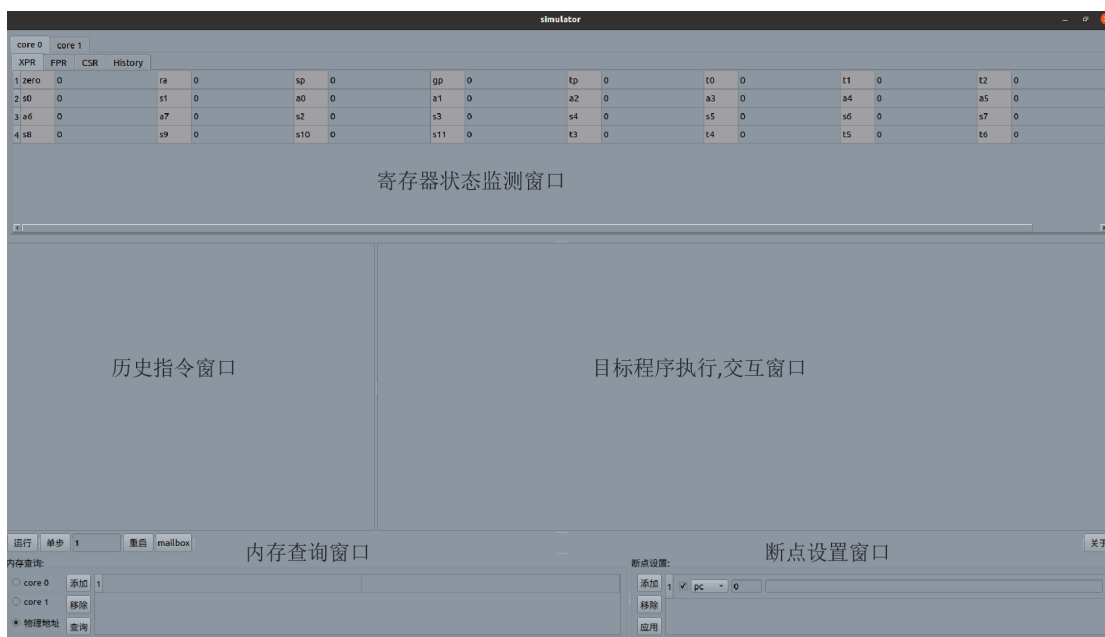 simulator
core 0 core 1
XPR FPR CSR History
1 zero 0 ra 0 sp 0 gp 0 tp 0 t0 0 t1 0 t2 0
2 s0 0 s1 0 a0 0 a1 0 a2 0 a3 0 a4 0 a5 0
3 a6 0 a7 0 s2 0 s3 0 s4 0 s5 0 s6 0 s7 0
4 s8 0 s9 0 s10 0 s11 0 t3 0 t4 0 t5 0 t6 0
寄存器状态监测窗口
历史指令窗口 目标程序执行,交互窗口
运行 单步 1 重启 mailbox 内存查询窗口 断点设置窗口 关于
内存查询: 断点设置:
core 0 添加 1 添加 1 pc 0
core 1 移除 移除
物理地址 查询 应用